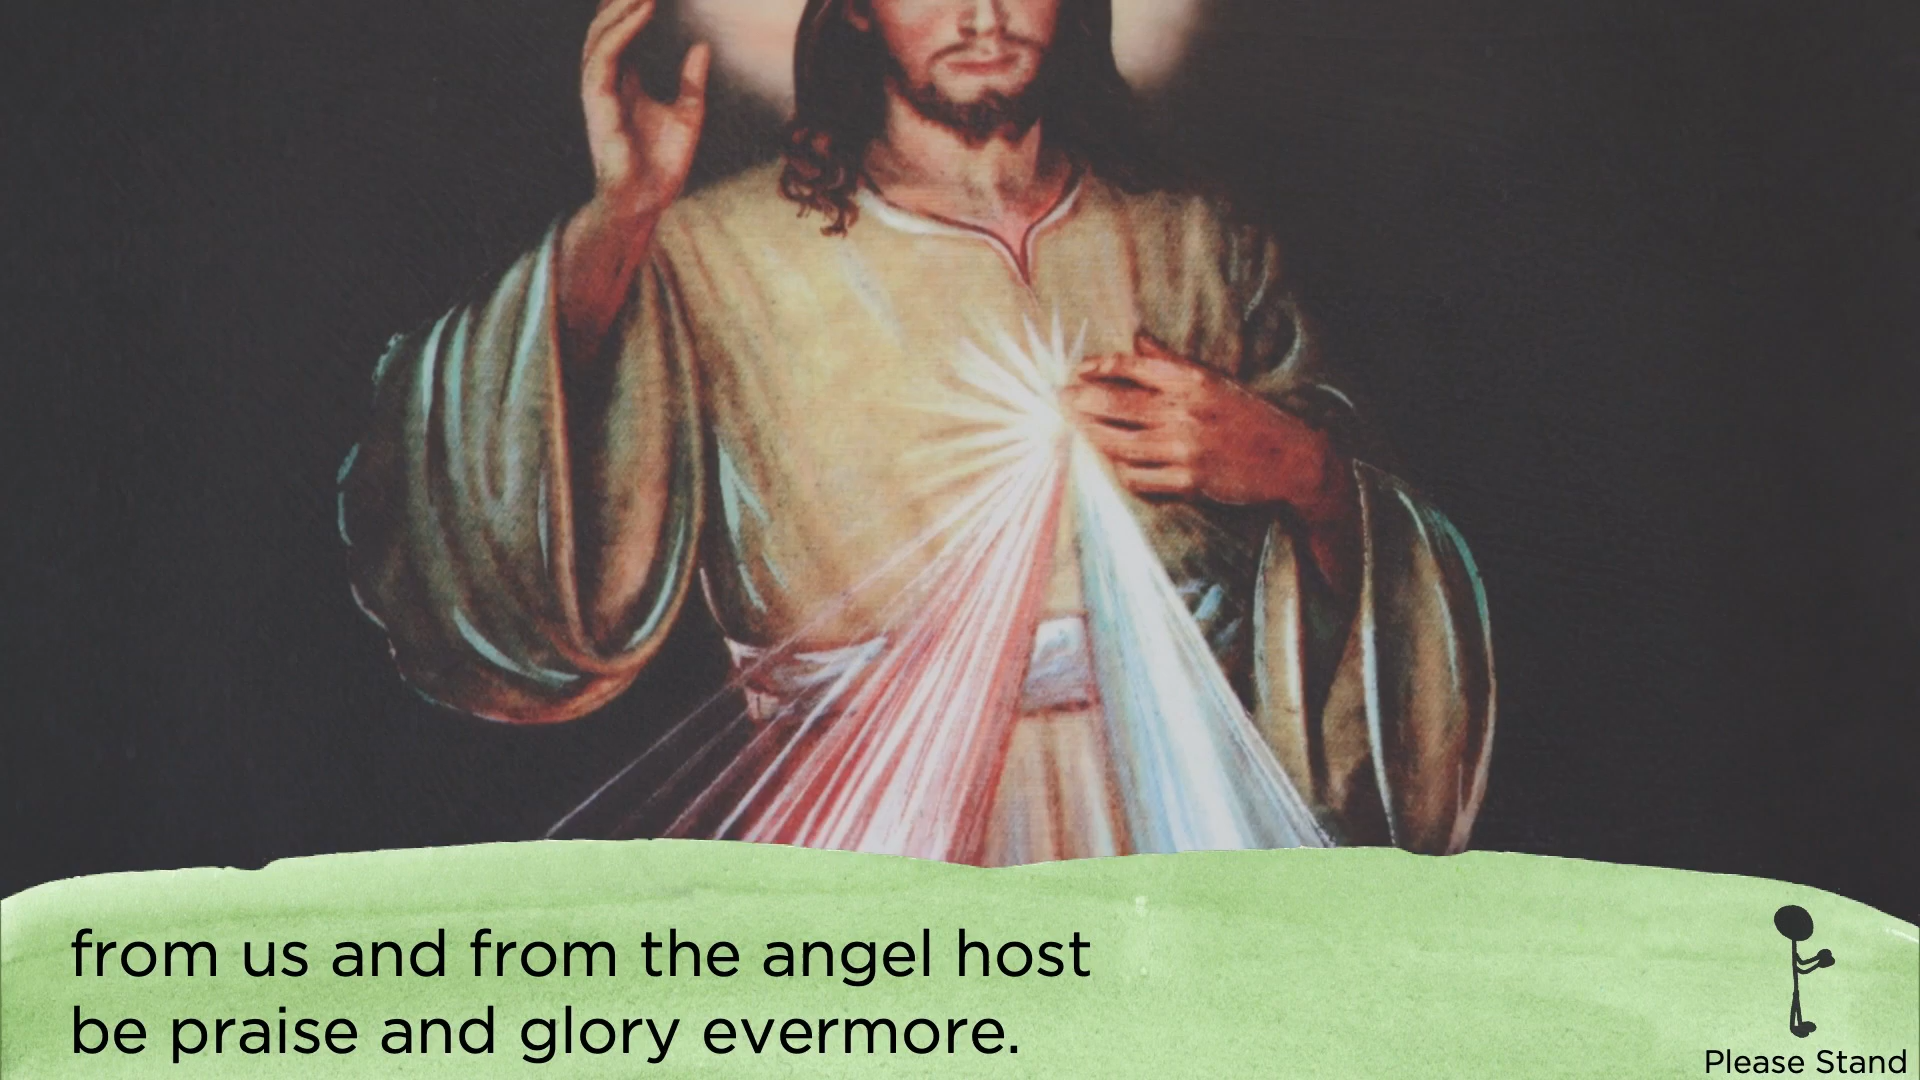 from us and from the angel host
be praise and glory evermore.
Please Stand